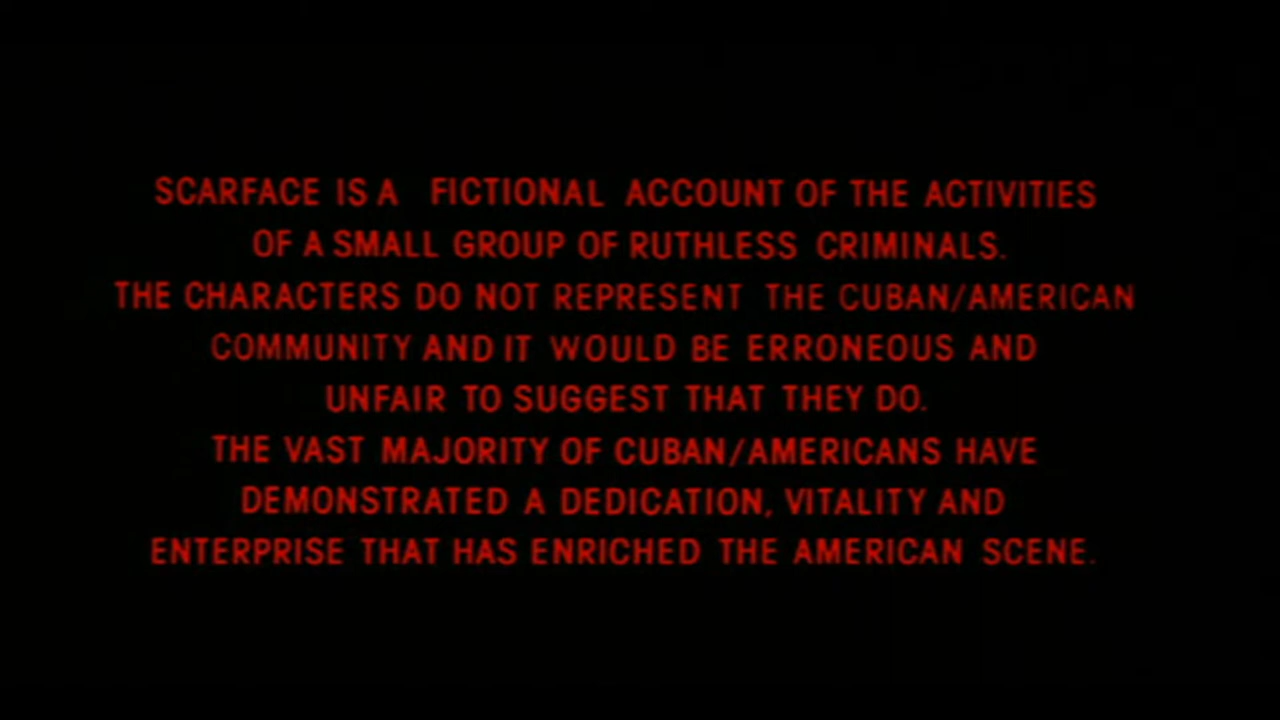 SCARFACE IS A FICTIONAL ACCOUNT OF THE ACTIVITIES
OF A SMALL GROUP OF RUTHLESS CRIMINALS.
THE CHARACTERS DO NOT REPRESENT THE CUBAN/AMERICAN
COMMUNITY AND IT WOULD BE ERRONEOUS AND
UNFAIR TO SUGGEST THAT THEY DO.
THE VAST MAJORITY OF CUBAN/AMERICANS HAVE
DEMONSTRATED A DEDICATION, VITALITY AND
ENTERPRISE THAT HAS ENRICHED THE AMERICAN SCENE.